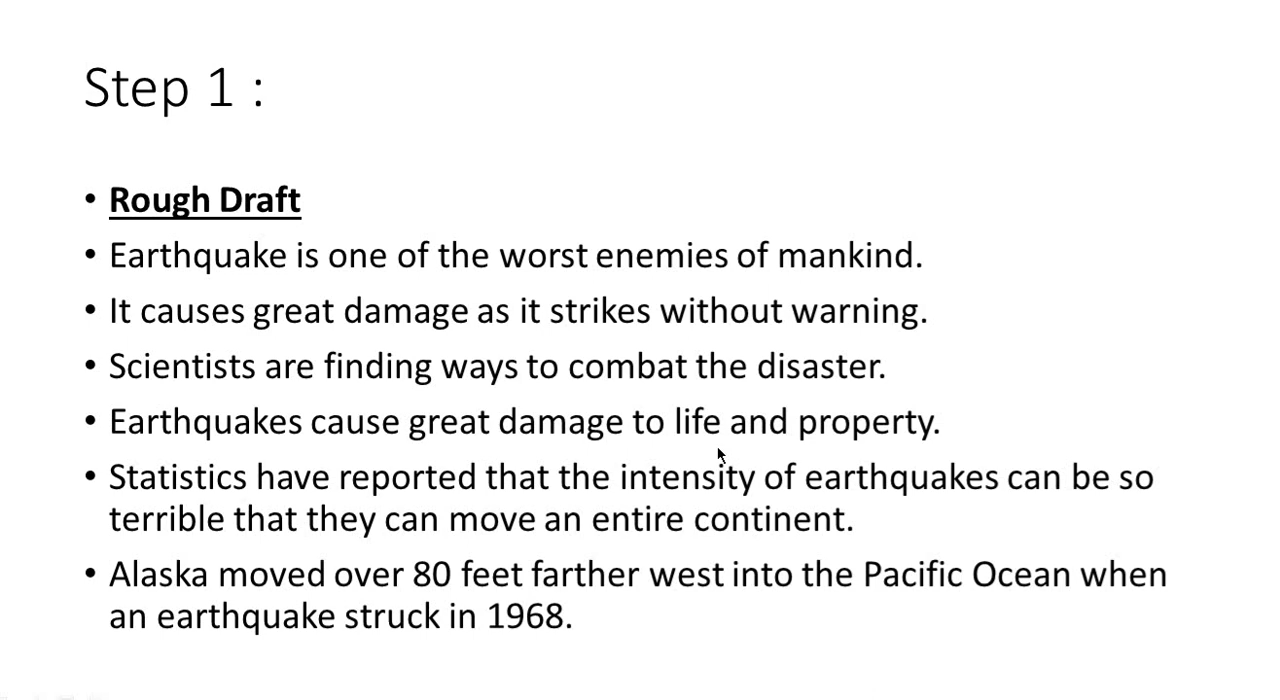 Step 1 :
• Rough Draft
• Earthquake is one of the worst enemies of mankind.
• It causes great damage as it strikes without warning.
• Scientists are finding ways to combat the disaster.
• Earthquakes cause great damage to life and property.
• Statistics have reported that the intensity of earthquakes can be so
terrible that they can move an entire continent.
• Alaska moved over 80 feet farther west into the Pacific Ocean when
an earthquake struck in 1968.